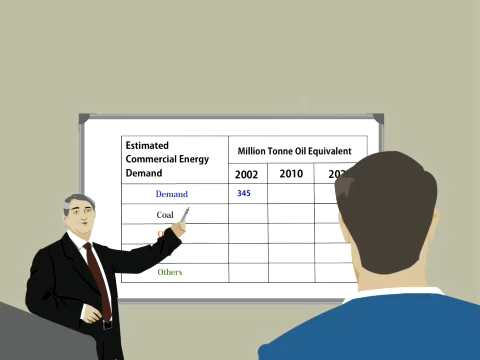 Estimated
Commercial Energy
Demand
Million Tonne Oil Equivalent
2002 2010
Demand 345
Coal
Others